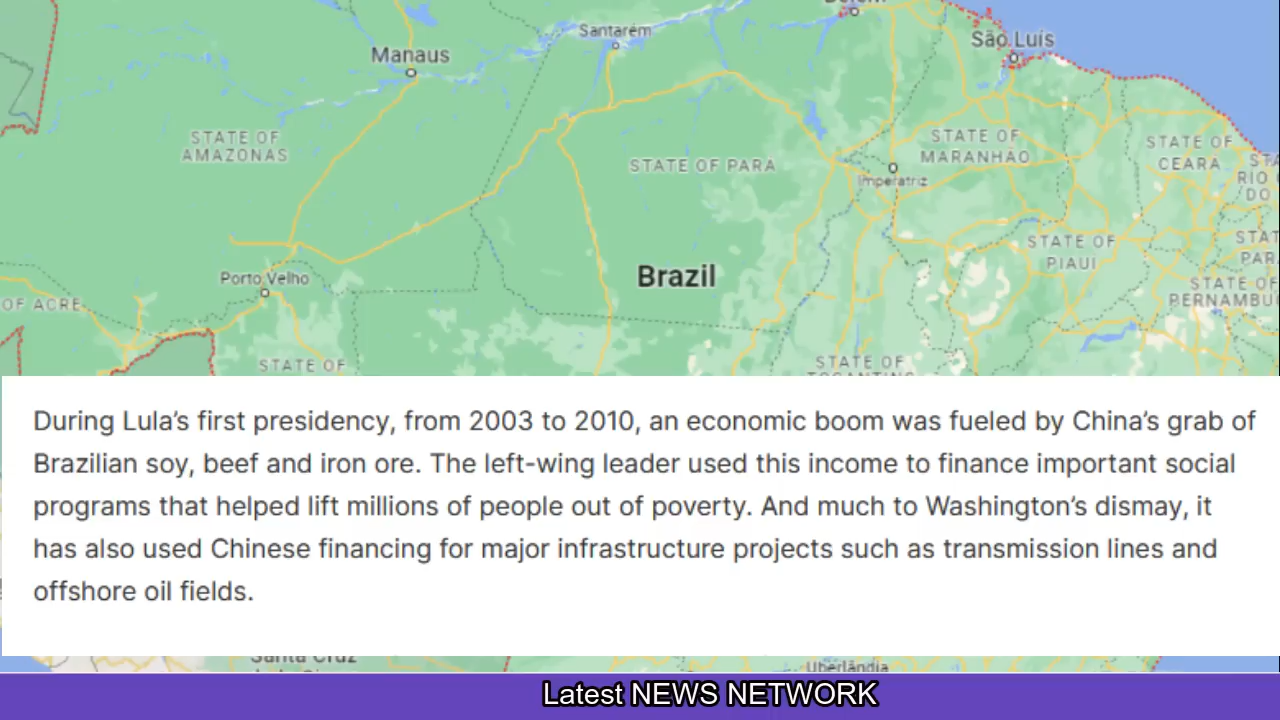 Santarém
São Luís
Manaus
STATE OF
AMAZONAS
STATE OF
MARANHÃO
STATE OF
CEARA
STATE OF PARA
Imperatriz
RIO
DO
STATE OF
PIAUI
Brazil
Porto Velho
OF ACRE
STATE OF
PERNAMBU
STATE OF
STATE OF
During Lula's first presidency, from 2003 to 2010, an economic boom was fueled by China's grab of
Brazilian soy, beef and iron ore. The left-wing leader used this income to finance important social
programs that helped lift millions of people out of poverty. And much to Washington's dismay, it
has also used Chinese financing for major infrastructure projects such as transmission lines and
offshore oil fields.
Santa Cruz
Uberlândia
Latest NEWS NETWORK